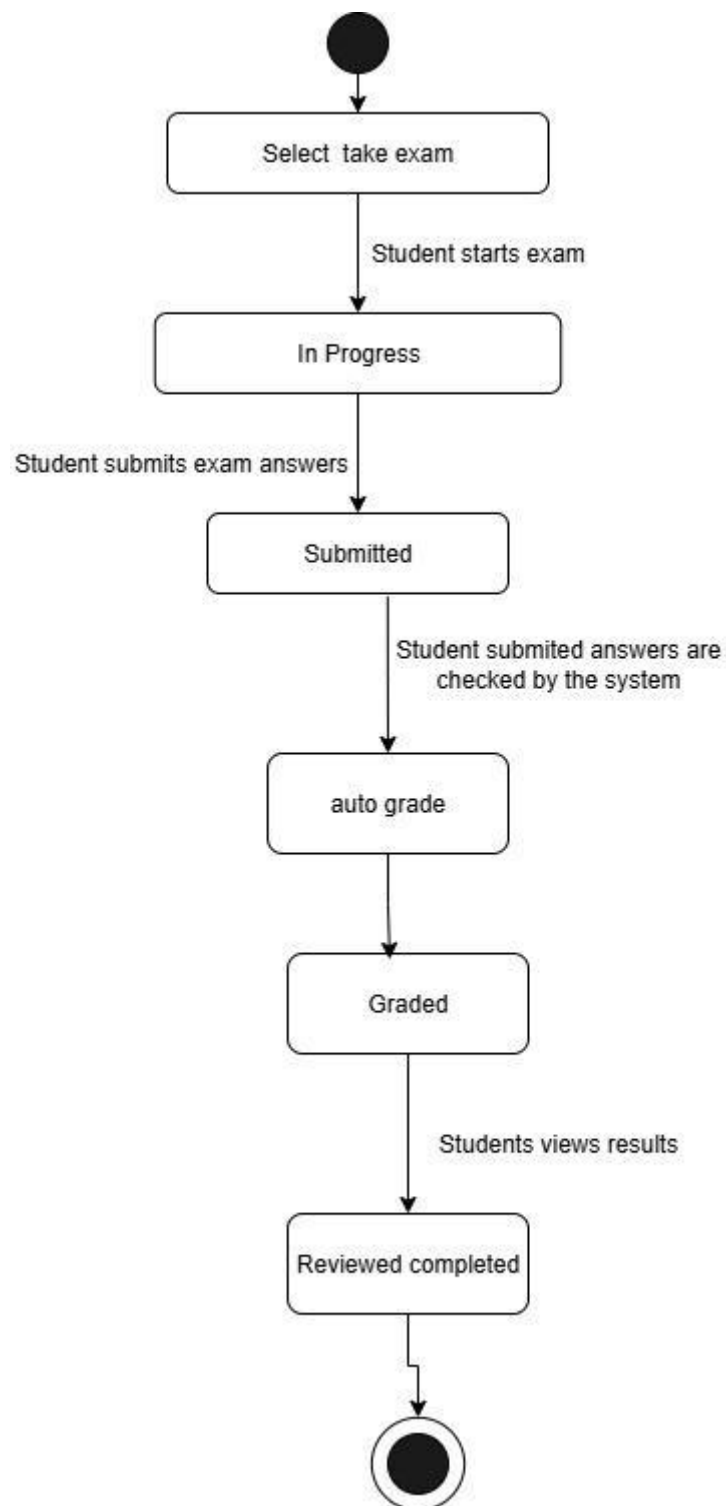 Select take exam
Student starts exam
In Progress
Student submits exam answers
Submitted
Student submited answers are
checked by the system
auto grade
Graded
Students views results
Reviewed completed